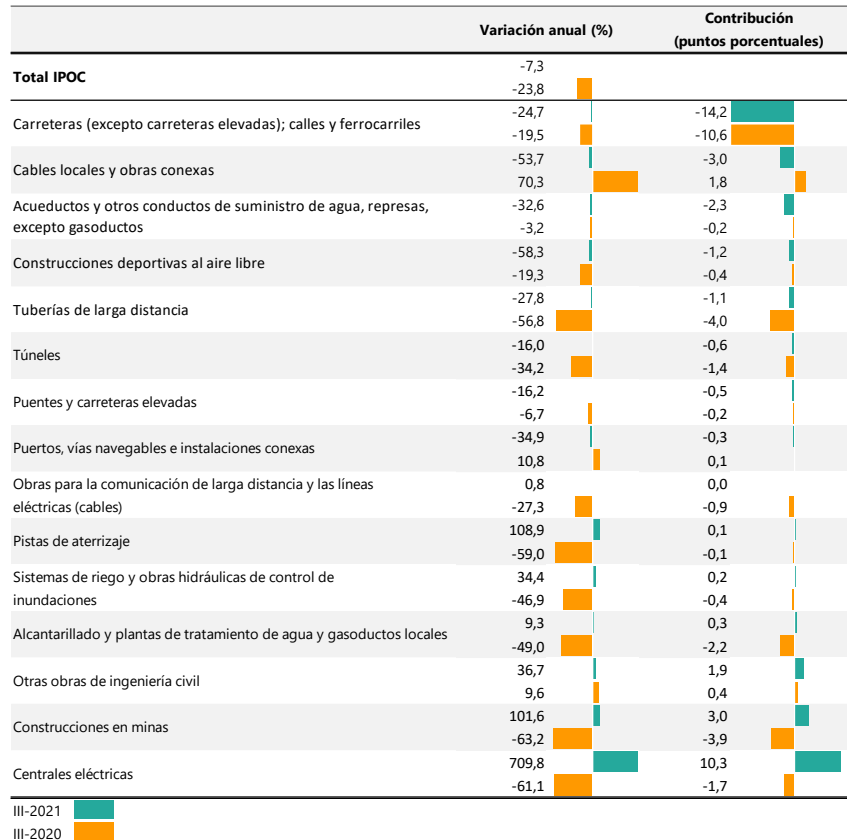 Variación anual (%)
Contribución
(puntos porcentuales)
Total IPOC
-7,3
-23,8
Carreteras (excepto carreteras elevadas); calles y ferrocarriles
-24,7
-14,2
-19,5
-10,6
Cables locales y obras conexas
-53,7
-3,0
70,3
1,8
Acueductos y otros conductos de suministro de agua, represas,
excepto gasoductos
-32,6
-2,3
-3,2
-0,2
Construcciones deportivas al aire libre
-58,3
-1,2
-19,3
-0,4
Tuberías de larga distancia
-27,8
-1,1
-56,8
-4,0
Túneles
-16,0
-0,6
-34,2
-1,4
Puentes y carreteras elevadas
-16,2
-0,5
-6,7
-0,2
Puertos, vías navegables e instalaciones conexas
-34,9
-0,3
10,8
0,1
Obras para la comunicación de larga distancia y las líneas
eléctricas (cables)
0,8
0,0
-27,3
-0,9
Pistas de aterrizaje
108,9
0,1
-59,0
-0,1
Sistemas de riego y obras hidráulicas de control de
inundaciones
34,4
0,2
-46,9
-0,4
Alcantarillado y plantas de tratamiento de agua y gasoductos locales
9,3
0,3
-49,0
-2,2
Otras obras de ingeniería civil
36,7
1,9
9,6
0,4
Construcciones en minas
101,6
3,0
-63,2
-3,9
Centrales eléctricas
709,8
10,3
-61,1
-1,7
III-2021
III-2020